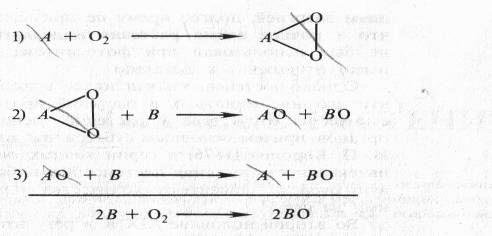 1) A + O₂ → A O O
2) A O O + B → AO + BO
3) AO + B → A + BO
2B + O₂ → 2BO